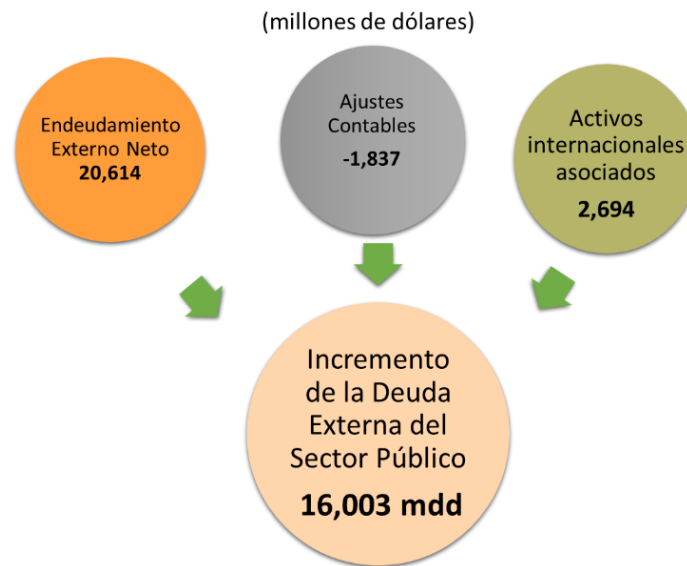 (millones de dólares)
Endeudamiento
Externo Neto
20,614
Ajustes
Contables
-1,837
Activos
internacionales
asociados
2,694
Incremento
de la Deuda
Externa del
Sector Público
16,003 mdd